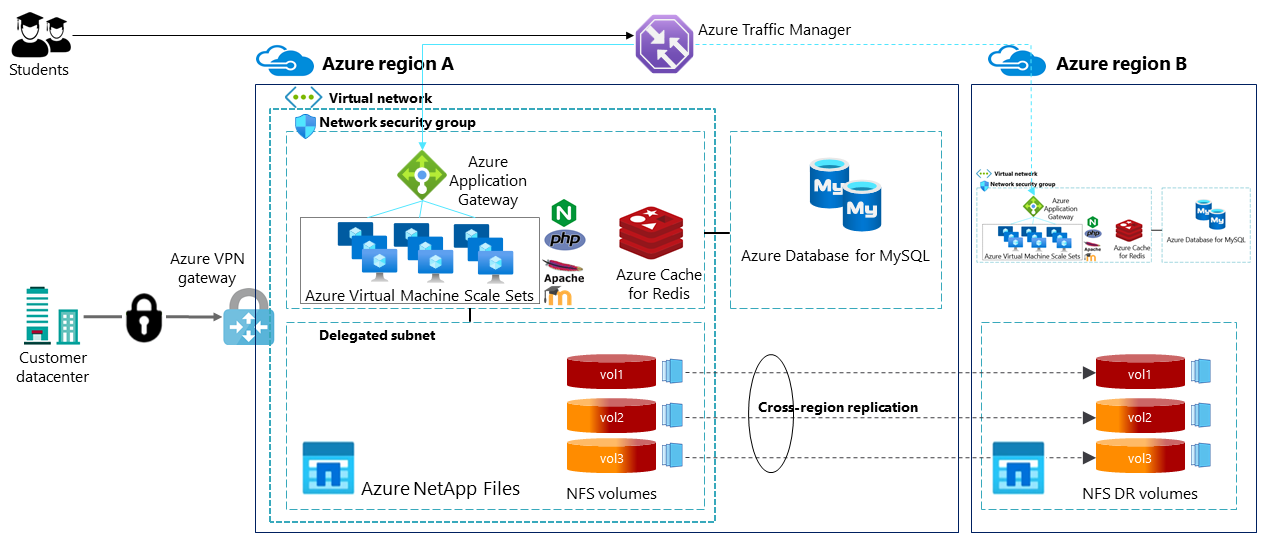 Students
Azure Traffic Manager
Azure region A
Azure region B
Virtual network
Network security group
Azure
Application
Gateway
N
php
Apache
m
Azure Virtual Machine Scale Sets
Azure Cache
for Redis
My
My
Azure Database for MySQL
Azure VPN
gateway
Customer
datacenter
Delegated subnet
vol1
vol2
vol3
NFS volumes
Azure NetApp Files
Cross-region replication
Virtual network
Network security group
Azure
Application
Gateway
N
php
Apache
m
Azure Virtual Machine Scale Sets
Azure Cache
for Redis
My
My
Azure Database for MySQL
vol1
vol2
vol3
NFS DR volumes